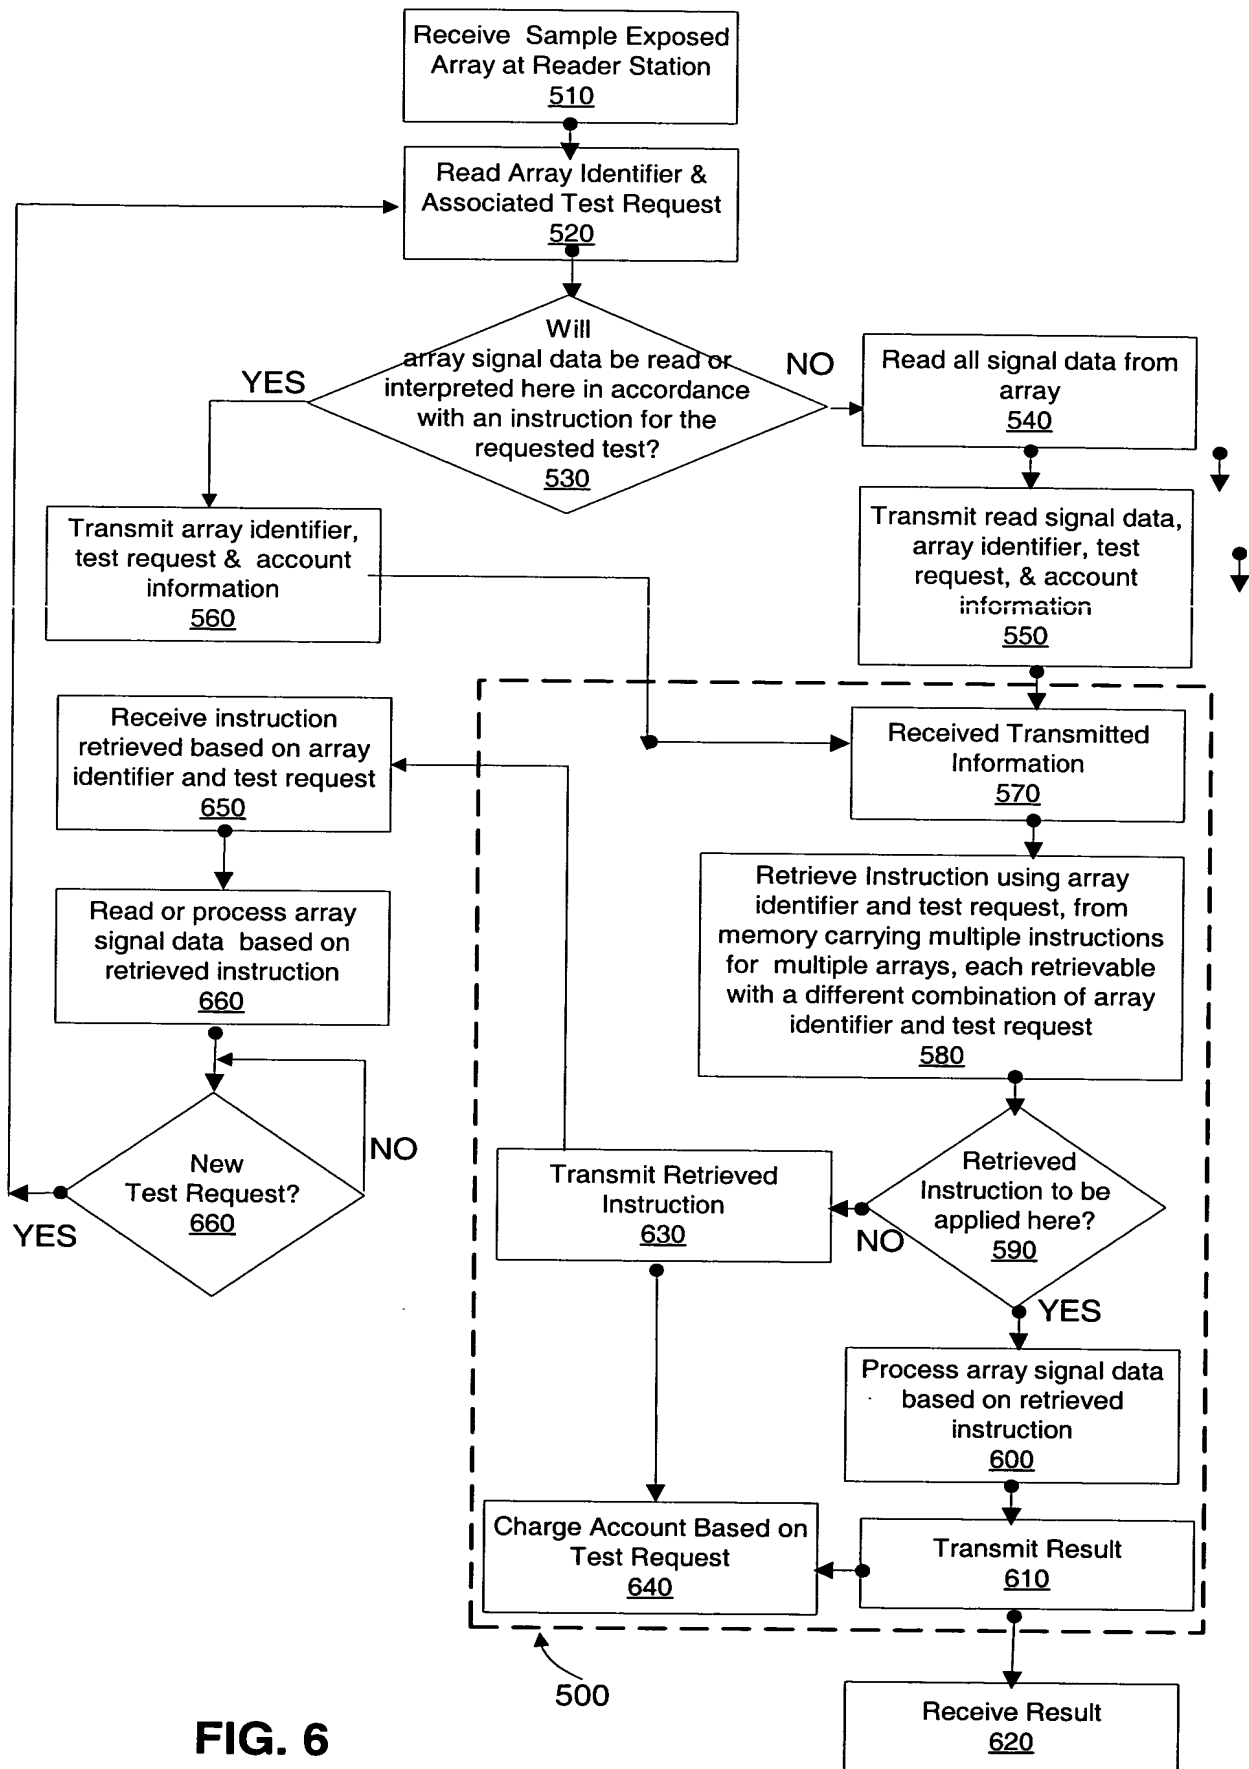 Receive Sample Exposed
Array at Reader Station
510
Read Array Identifier &
Associated Test Request
520
Will
array signal data be read or
interpreted here in accordance
with an instruction for the
requested test?
530
YES
NO
Read all signal data from
array
540
Transmit read signal data,
array identifier, test
request, & account
information
550
Transmit array identifier,
test request & account
information
560
Received Transmitted
Information
570
Receive instruction
retrieved based on array
identifier and test request
650
Retrieve Instruction using array
identifier and test request, from
memory carrying multiple instructions
for multiple arrays, each retrievable
with a different combination of array
identifier and test request
580
Read or process array
signal data based on
retrieved instruction
660
New
Test Request?
660
NO
YES
Retrieved
Instruction to be
applied here?
590
NO
YES
Transmit Retrieved
Instruction
630
Process array signal data
based on retrieved
instruction
600
Charge Account Based on
Test Request
640
Transmit Result
610
500
Receive Result
620
FIG. 6